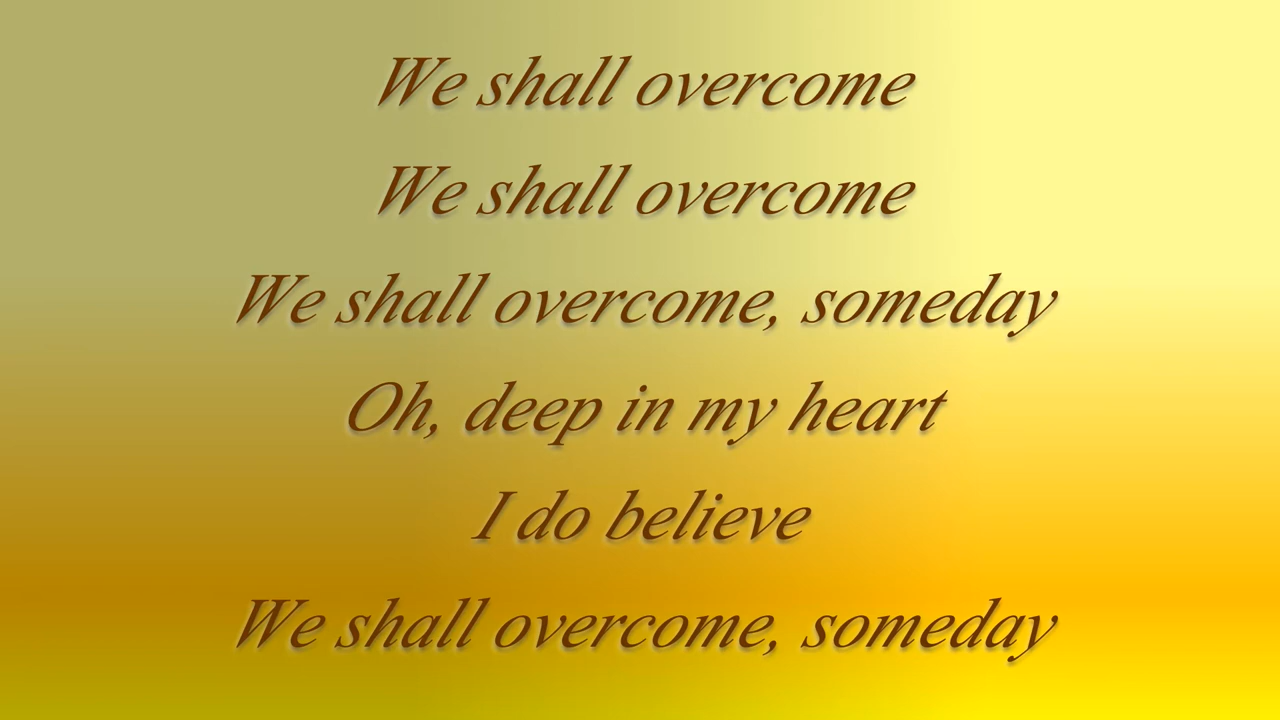 We shall overcome
We shall overcome
We shall overcome, someday
Oh, deep in my heart
I do believe
We shall overcome, someday